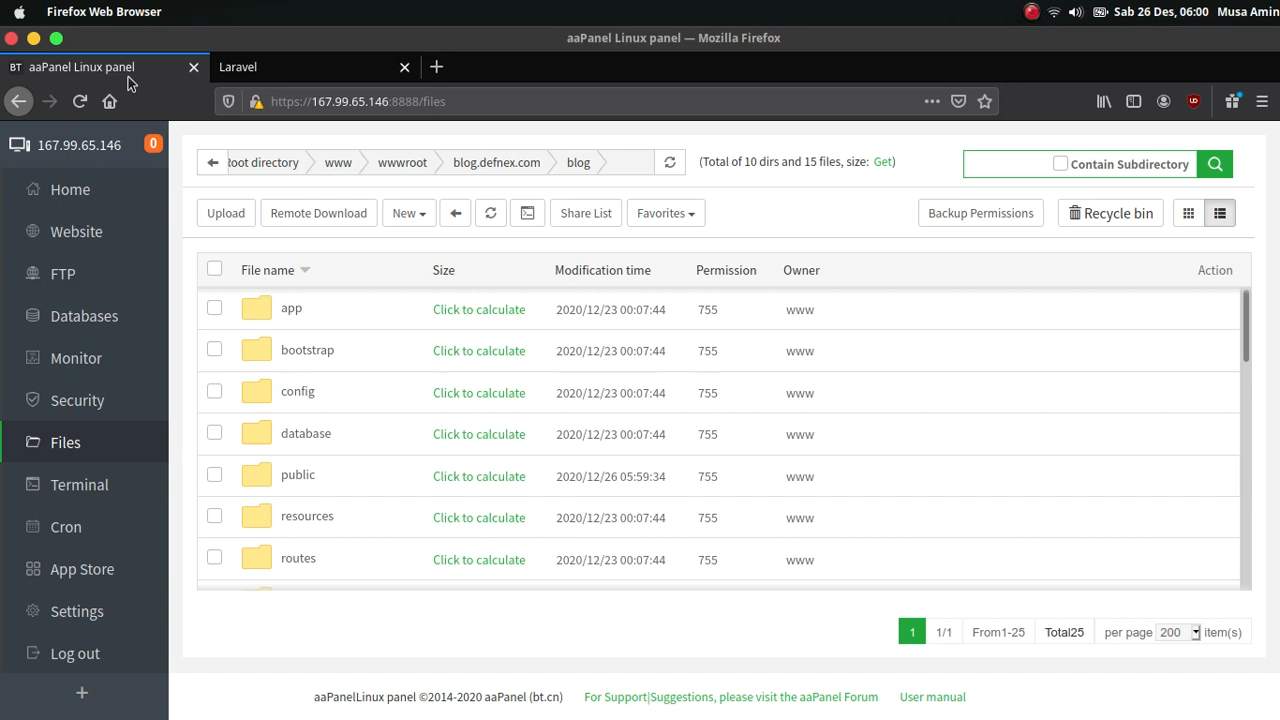 Firefox Web Browser
Sab 26 Des, 06:00 Musa Amin
aaPanel Linux panel — Mozilla Firefox
BT aaPanel Linux panel
Laravel
https://167.99.65.146:8888/files
167.99.65.146 0
Home
Website
FTP
Databases
Monitor
Security
Files
Terminal
Cron
App Store
Settings
Log out
Root directory www wwwroot blog.defnex.com blog
(Total of 10 dirs and 15 files, size: Get)
Contain Subdirectory
Upload Remote Download New Share List Favorites Backup Permissions Recycle bin
File name Size Modification time Permission Owner Action
app Click to calculate 2020/12/23 00:07:44 755 www
bootstrap Click to calculate 2020/12/23 00:07:44 755 www
config Click to calculate 2020/12/23 00:07:44 755 www
database Click to calculate 2020/12/23 00:07:44 755 www
public Click to calculate 2020/12/26 05:59:34 755 www
resources Click to calculate 2020/12/23 00:07:44 755 www
routes Click to calculate 2020/12/23 00:07:44 755 www
1 1/1 From1-25 Total25 per page 200 item(s)
aaPanelLinux panel ©2014-2020 aaPanel (bt.cn) For Support|Suggestions, please visit the aaPanel Forum User manual